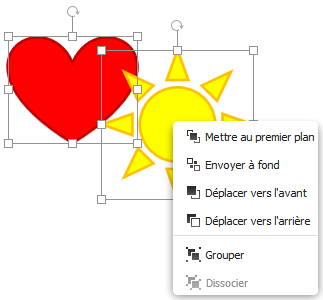 Mettre au premier plan
Envoyer à fond
Déplacer vers l'avant
Déplacer vers l'arrière
Grouper
Dissocier